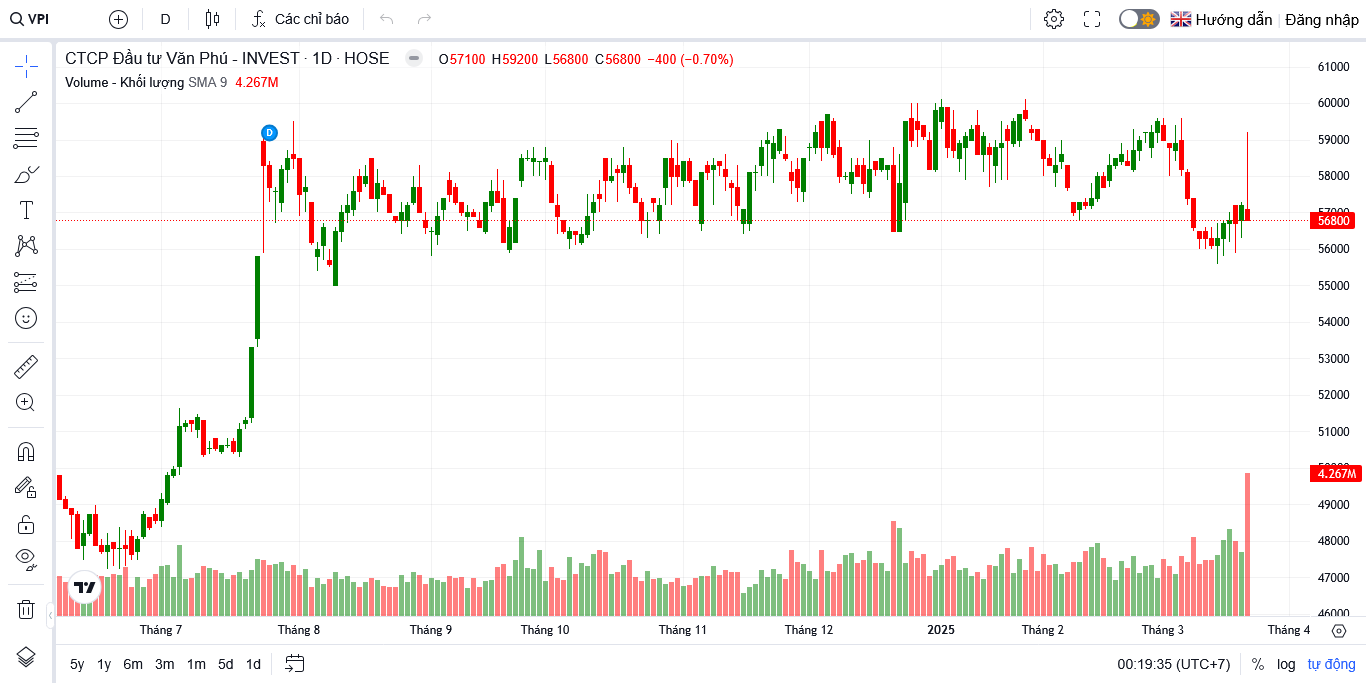 VPI D Các chỉ báo Hướng dẫn Đăng nhập
CTCP Đầu tư Văn Phú - INVEST · 1D · HOSE O57100 H59200 L56800 C56800 −400 (−0.70%)
Volume - Khối lượng SMA 9 4.267M
D
61000
60000
59000
58000
57000
56800
56000
55000
54000
53000
52000
51000
50000
4.267M
49000
48000
47000
46000
Tháng 7 Tháng 8 Tháng 9 Tháng 10 Tháng 11 Tháng 12 2025 Tháng 2 Tháng 3 Tháng 4
5y 1y 6m 3m 1m 5d 1d 00:19:35 (UTC+7) % log tự động